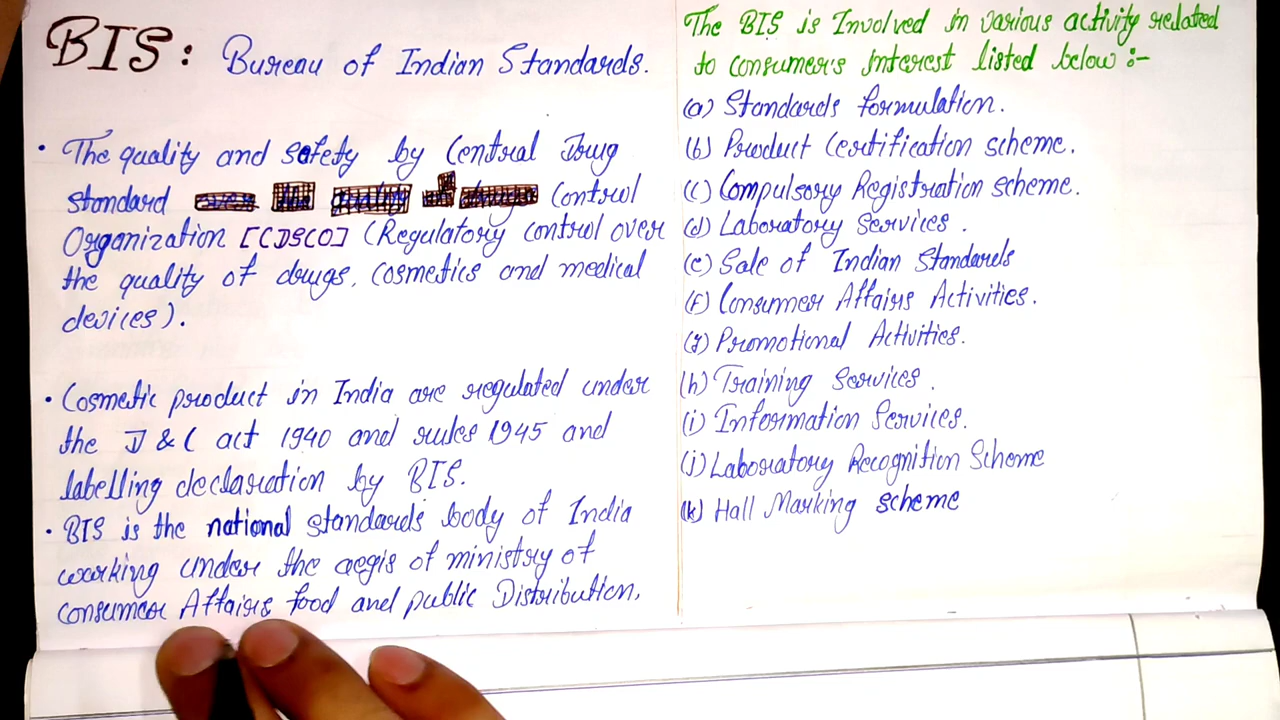 BIS: Bureau of Indian Standards.
• The quality and safety by Central Drug
standard Control
Organization [CDSCO] (Regulatory control over
the quality of drugs, cosmetics and medical
devices).
• Cosmetic product in India are regulated under
the D & C act 1940 and rules 1945 and
labelling declaration by BIS.
• BIS is the national standards body of India
working under the aegis of ministry of
consumer Affairs food and public Distribution.
The BIS is Involved in various activity related
to consumer's interest listed below :-
(a) Standards formulation.
(b) Product Certification scheme.
(c) Compulsory Registration scheme.
(d) Laboratory Services.
(e) Sale of Indian Standards
(f) Consumer Affairs Activities.
(g) Promotional Activities.
(h) Training Services.
(i) Information Services.
(j) Laboratory Recognition Scheme
(k) Hall Marking scheme